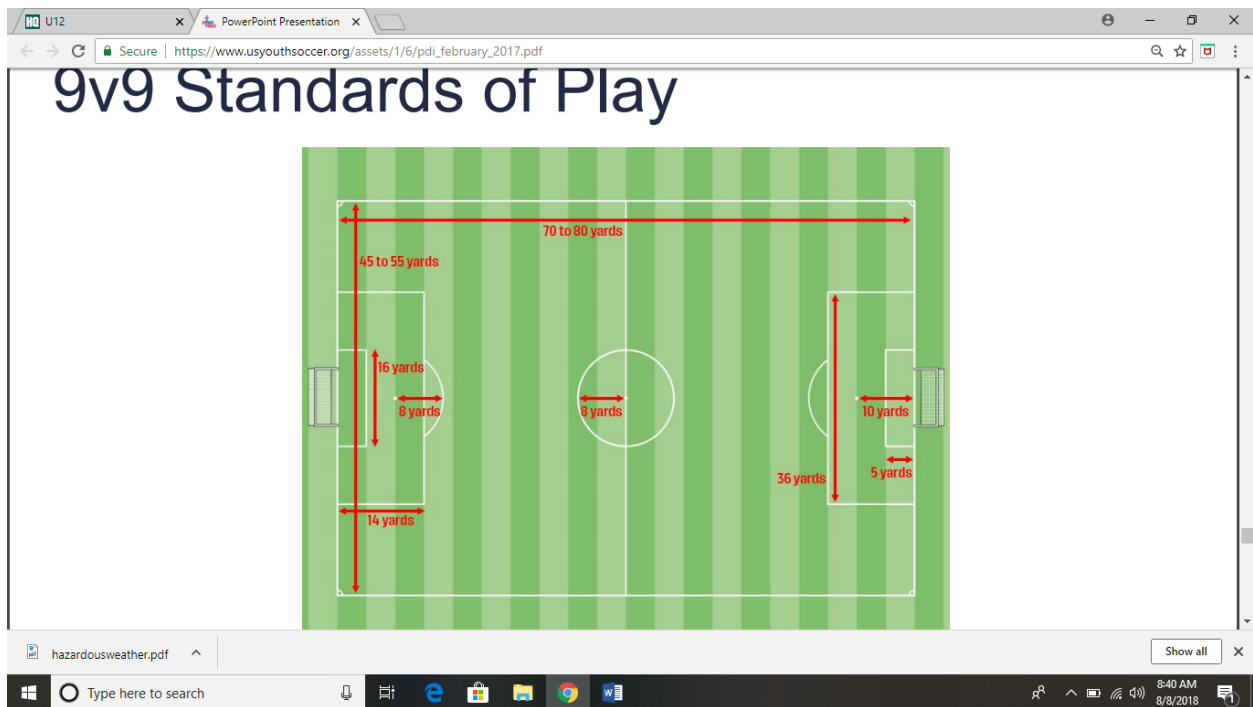 HQ U12
PowerPoint Presentation
Secure | https://www.usyouthsoccer.org/assets/1/6/pdi_february_2017.pdf
9v9 Standards of Play
70 to 80 yards
45 to 55 yards
16 yards
8 yards
8 yards
10 yards
5 yards
36 yards
14 yards
hazardousweather.pdf
Show all
Type here to search
8:40 AM
8/8/2018